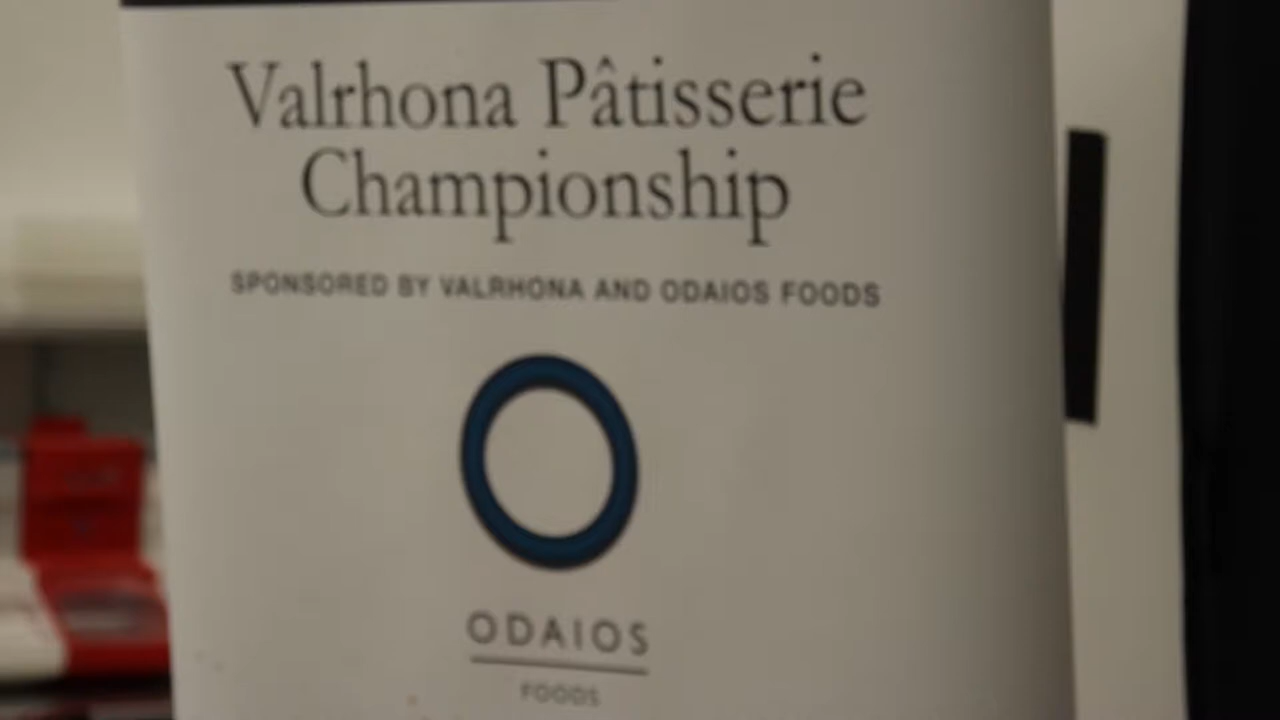 Valrhona Pâtisserie
Championship
SPONSORED BY VALRHONA AND ODAIOS FOODS
ODAIOS
FOODS